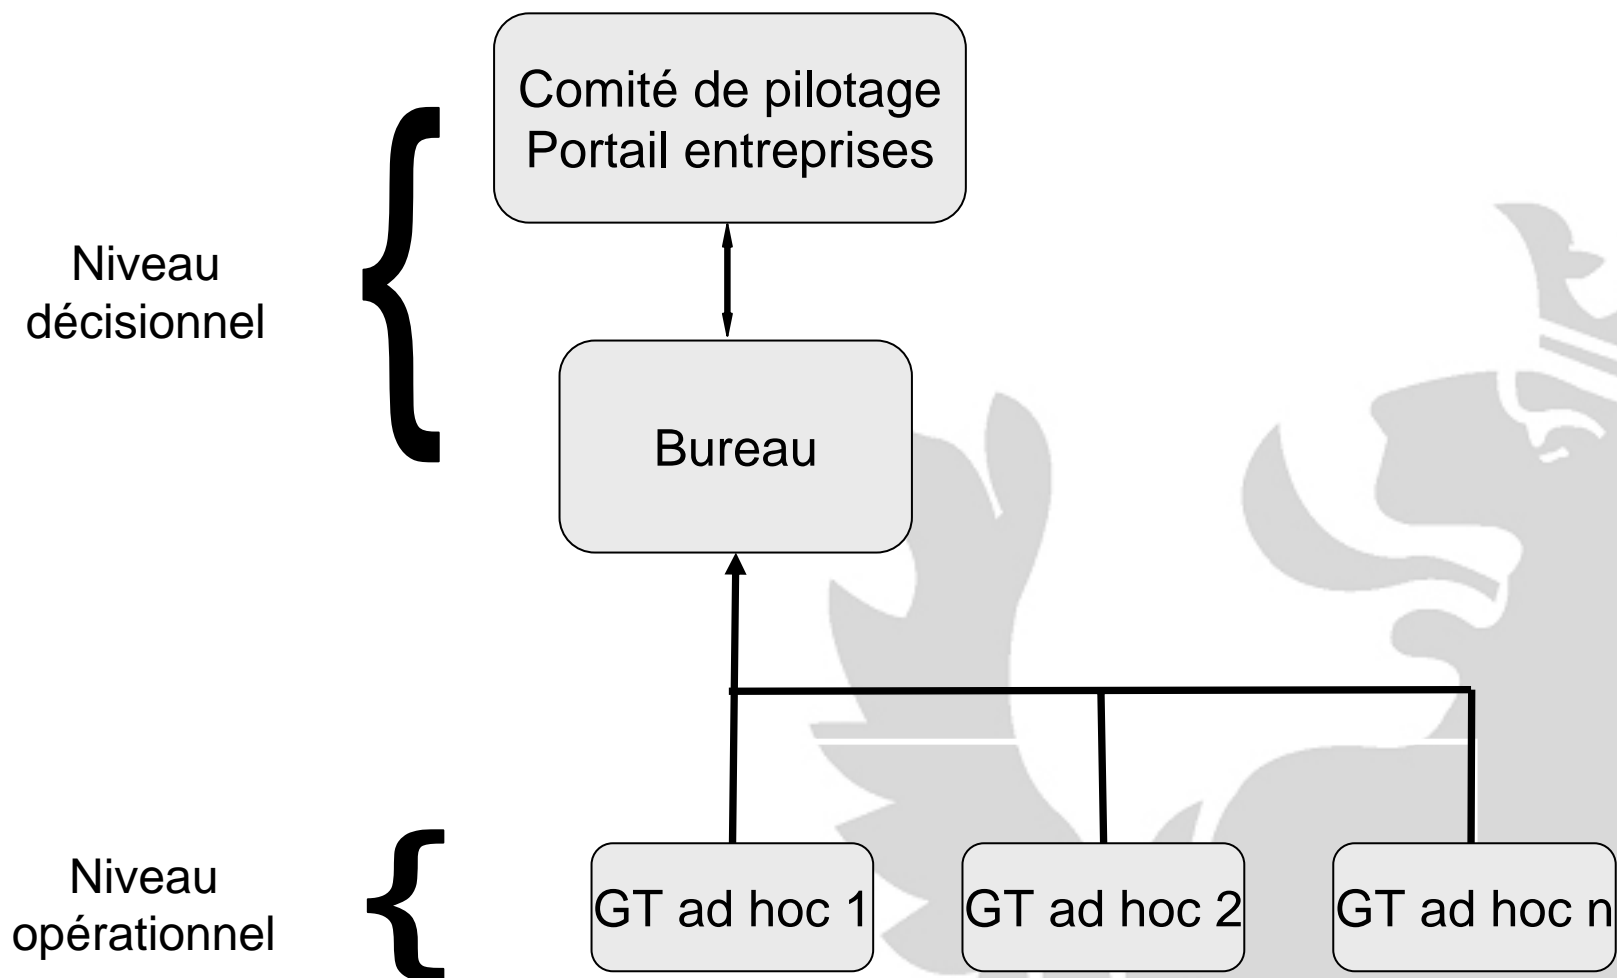 Comité de pilotage
Portail entreprises
Niveau
décisionnel
Bureau
Niveau
opérationnel
GT ad hoc 1
GT ad hoc 2
GT ad hoc n